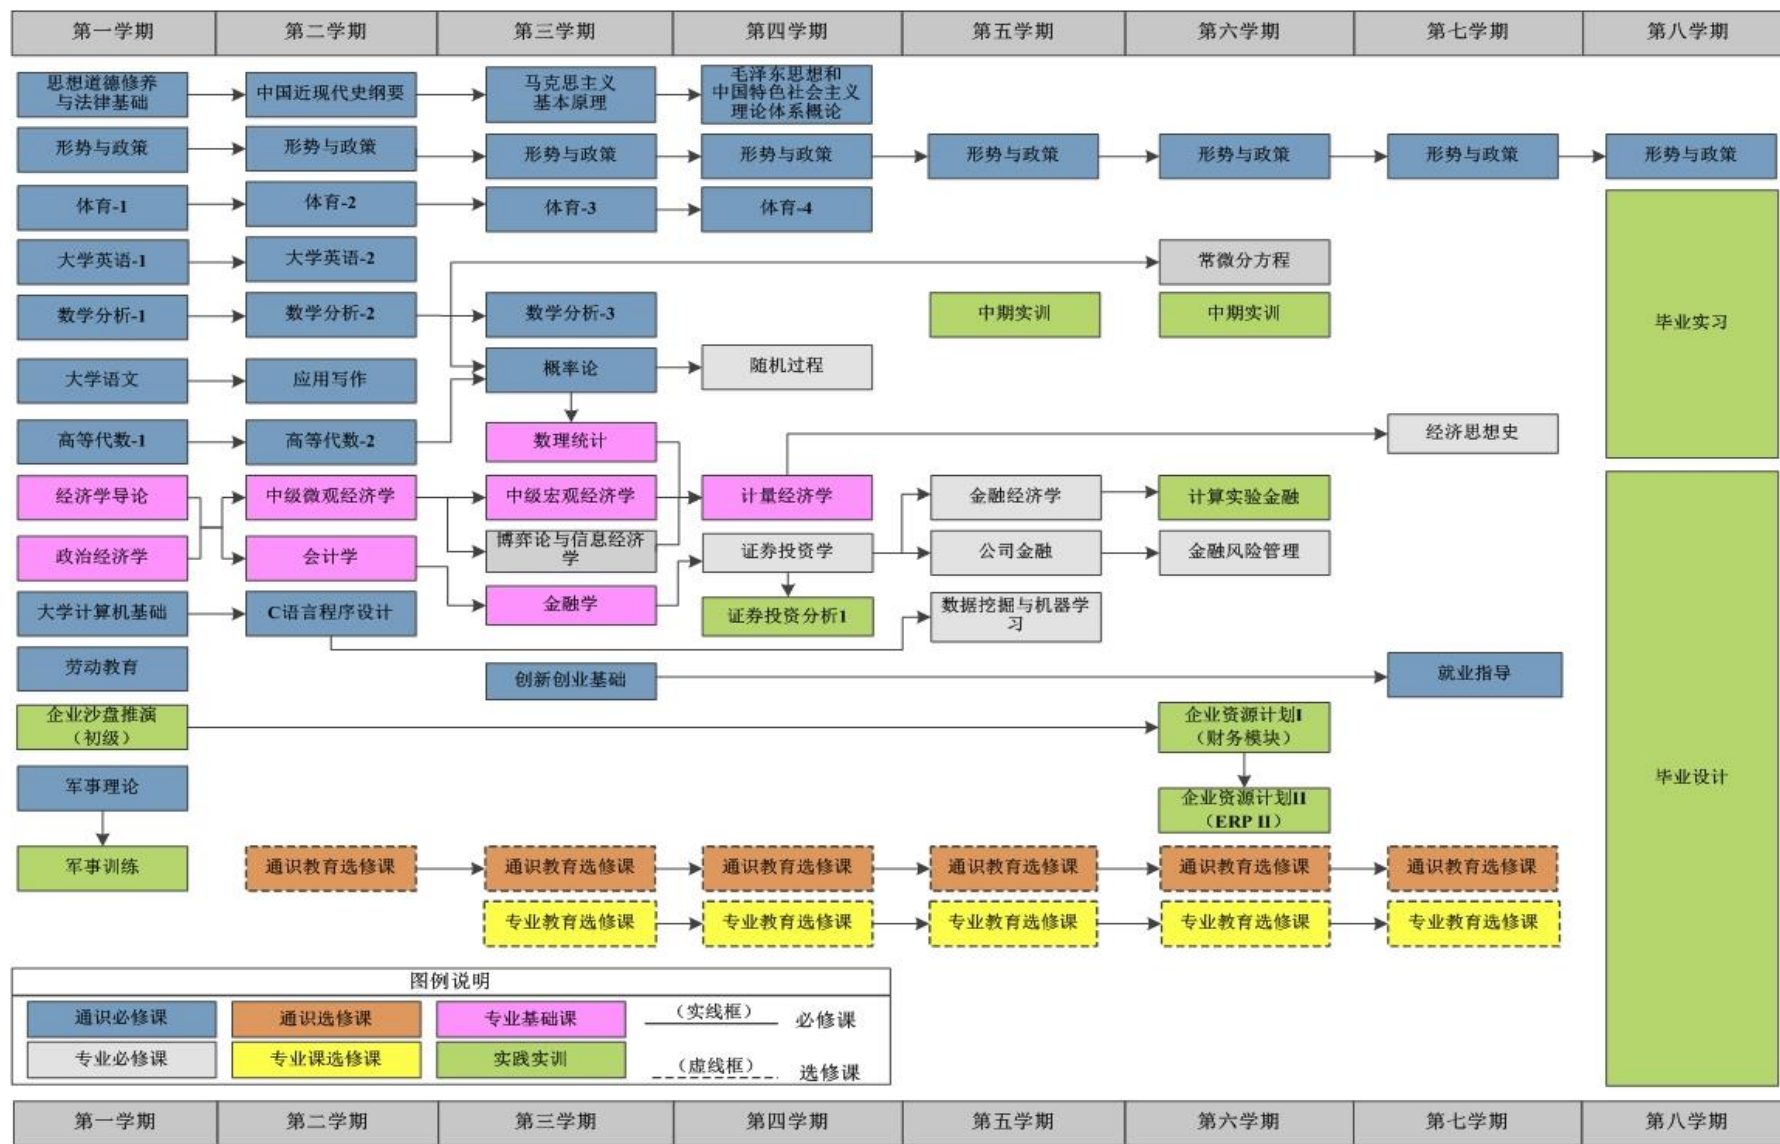 第一学期
第二学期
第三学期
第四学期
第五学期
第六学期
第七学期
第八学期
思想道德修养
与法律基础
中国近现代史纲要
马克思主义
基本原理
毛泽东思想和
中国特色社会主义
理论体系概论
形势与政策
形势与政策
形势与政策
形势与政策
形势与政策
形势与政策
形势与政策
形势与政策
体育-1
体育-2
体育-3
体育-4
大学英语-1
大学英语-2
常微分方程
数学分析-1
数学分析-2
数学分析-3
中期实训
中期实训
毕业实习
大学语文
应用写作
概率论
随机过程
高等代数-1
高等代数-2
数理统计
经济思想史
经济学导论
中级微观经济学
中级宏观经济学
计量经济学
金融经济学
计算实验金融
政治经济学
会计学
博弈论与信息经济
学
证券投资学
公司金融
金融风险管理
大学计算机基础
C语言程序设计
金融学
证券投资分析1
数据挖掘与机器学
习
劳动教育
创新创业基础
就业指导
企业沙盘推演
（初级）
企业资源计划I
（财务模块）
军事理论
企业资源计划II
（ERP II）
毕业设计
军事训练
通识教育选修课
通识教育选修课
通识教育选修课
通识教育选修课
通识教育选修课
通识教育选修课
专业教育选修课
专业教育选修课
专业教育选修课
专业教育选修课
专业教育选修课
图例说明
通识必修课
通识选修课
专业基础课
（实线框）
必修课
专业必修课
专业课选修课
实践实训
（虚线框）
选修课
第一学期
第二学期
第三学期
第四学期
第五学期
第六学期
第七学期
第八学期